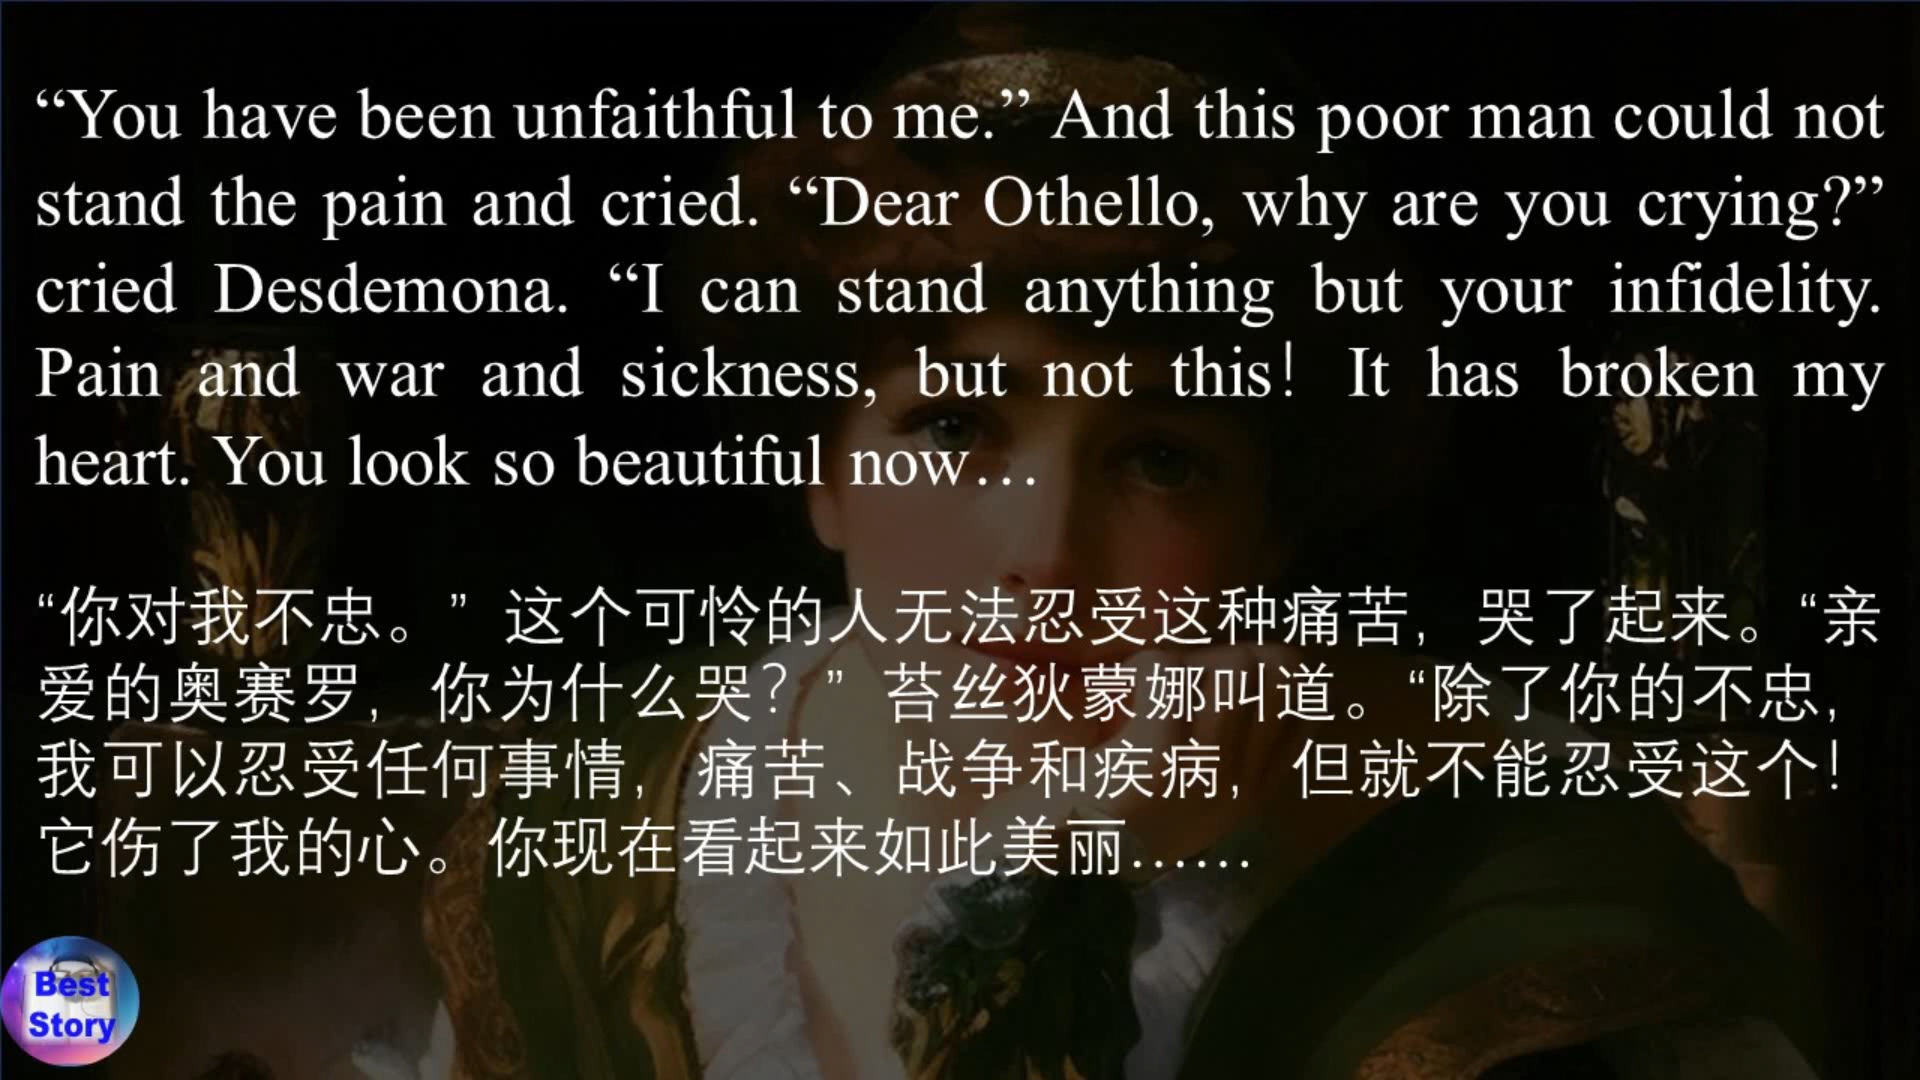 “You have been unfaithful to me.” And this poor man could not
stand the pain and cried. “Dear Othello, why are you crying?”
cried Desdemona. “I can stand anything but your infidelity.
Pain and war and sickness, but not this！It has broken my
heart. You look so beautiful now…
“你对我不忠。”这个可怜的人无法忍受这种痛苦，哭了起来。“亲
爱的奥赛罗，你为什么哭？”苔丝狄蒙娜叫道。“除了你的不忠，
我可以忍受任何事情，痛苦、战争和疾病，但就不能忍受这个！
它伤了我的心。你现在看起来如此美丽……
Best
Story